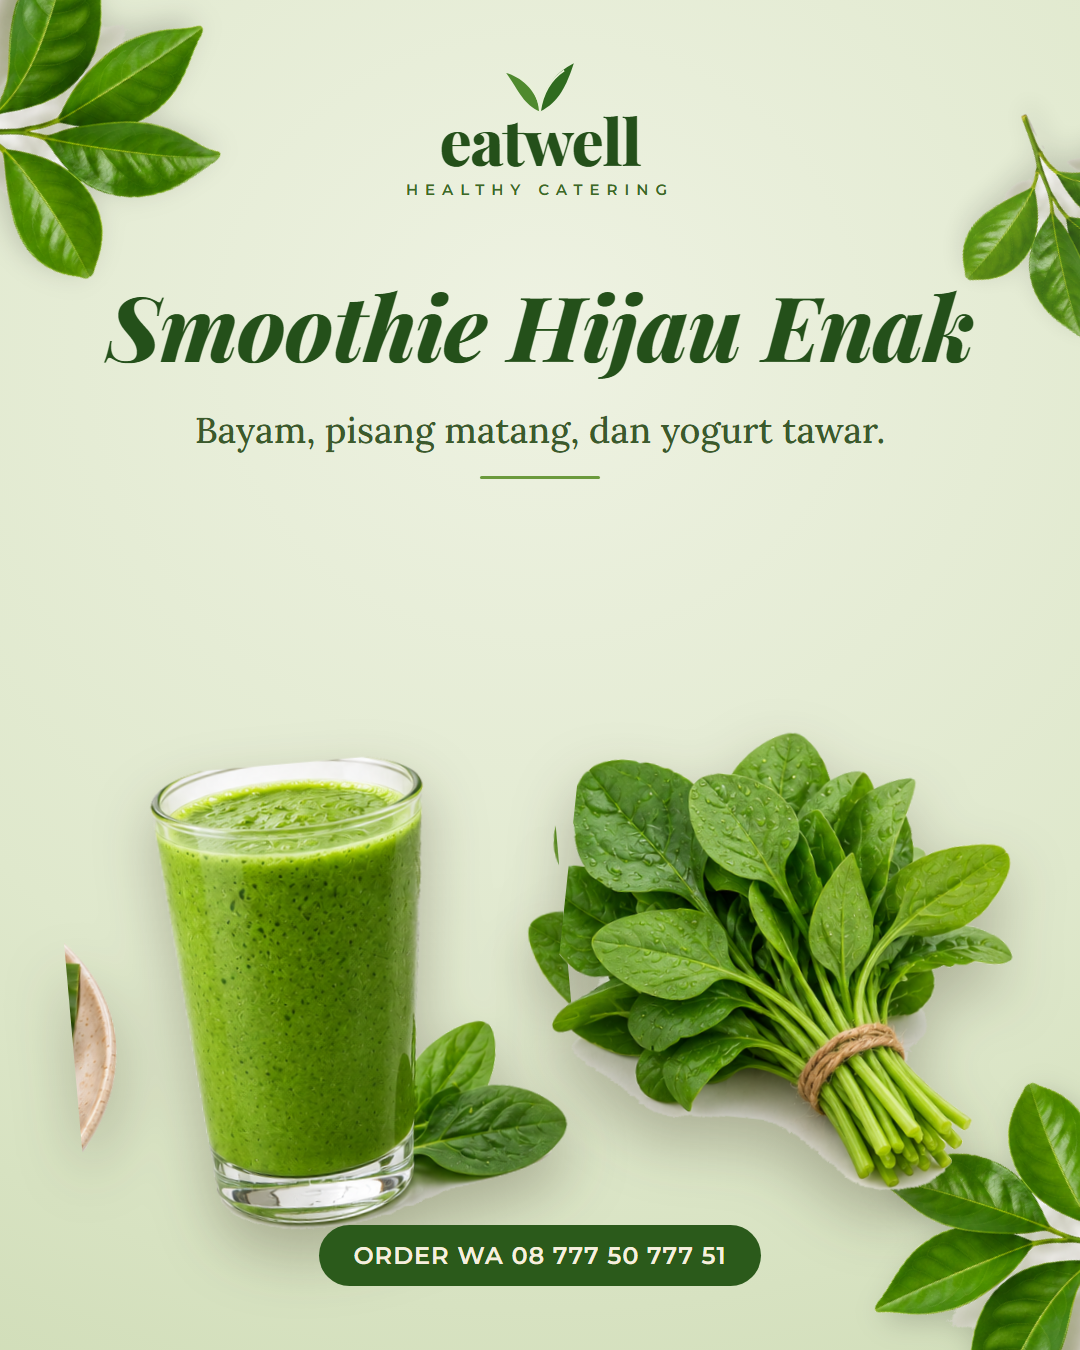 eatwell
HEALTHY CATERING
Smoothie Hijau Enak
Bayam, pisang matang, dan yogurt tawar.
ORDER WA 08 777 50 777 51